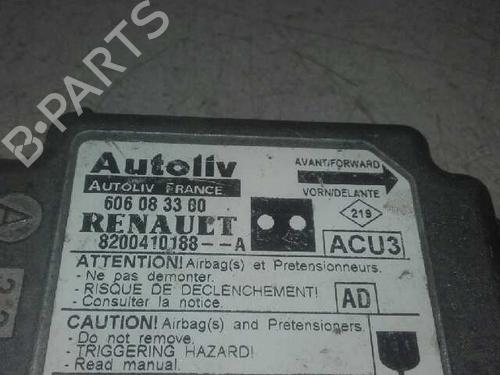 B-PARTS
Autoliv
AUTOLIV FRANCE
606 08 33 00
RENAULT
8200410188--A
AVANT/FORWARD
VORN/DELANTE
219
ACU3
ATTENTION! Airbag(s) et Pretensionneurs.
- Ne pas demonter.
- RISQUE DE DECLENCHEMENT!
- Consulter la notice.
AD
CAUTION! Airbag(s) and Pretensioners.
- Do not remove.
- TRIGGERING HAZARD!
- Read manual.
A